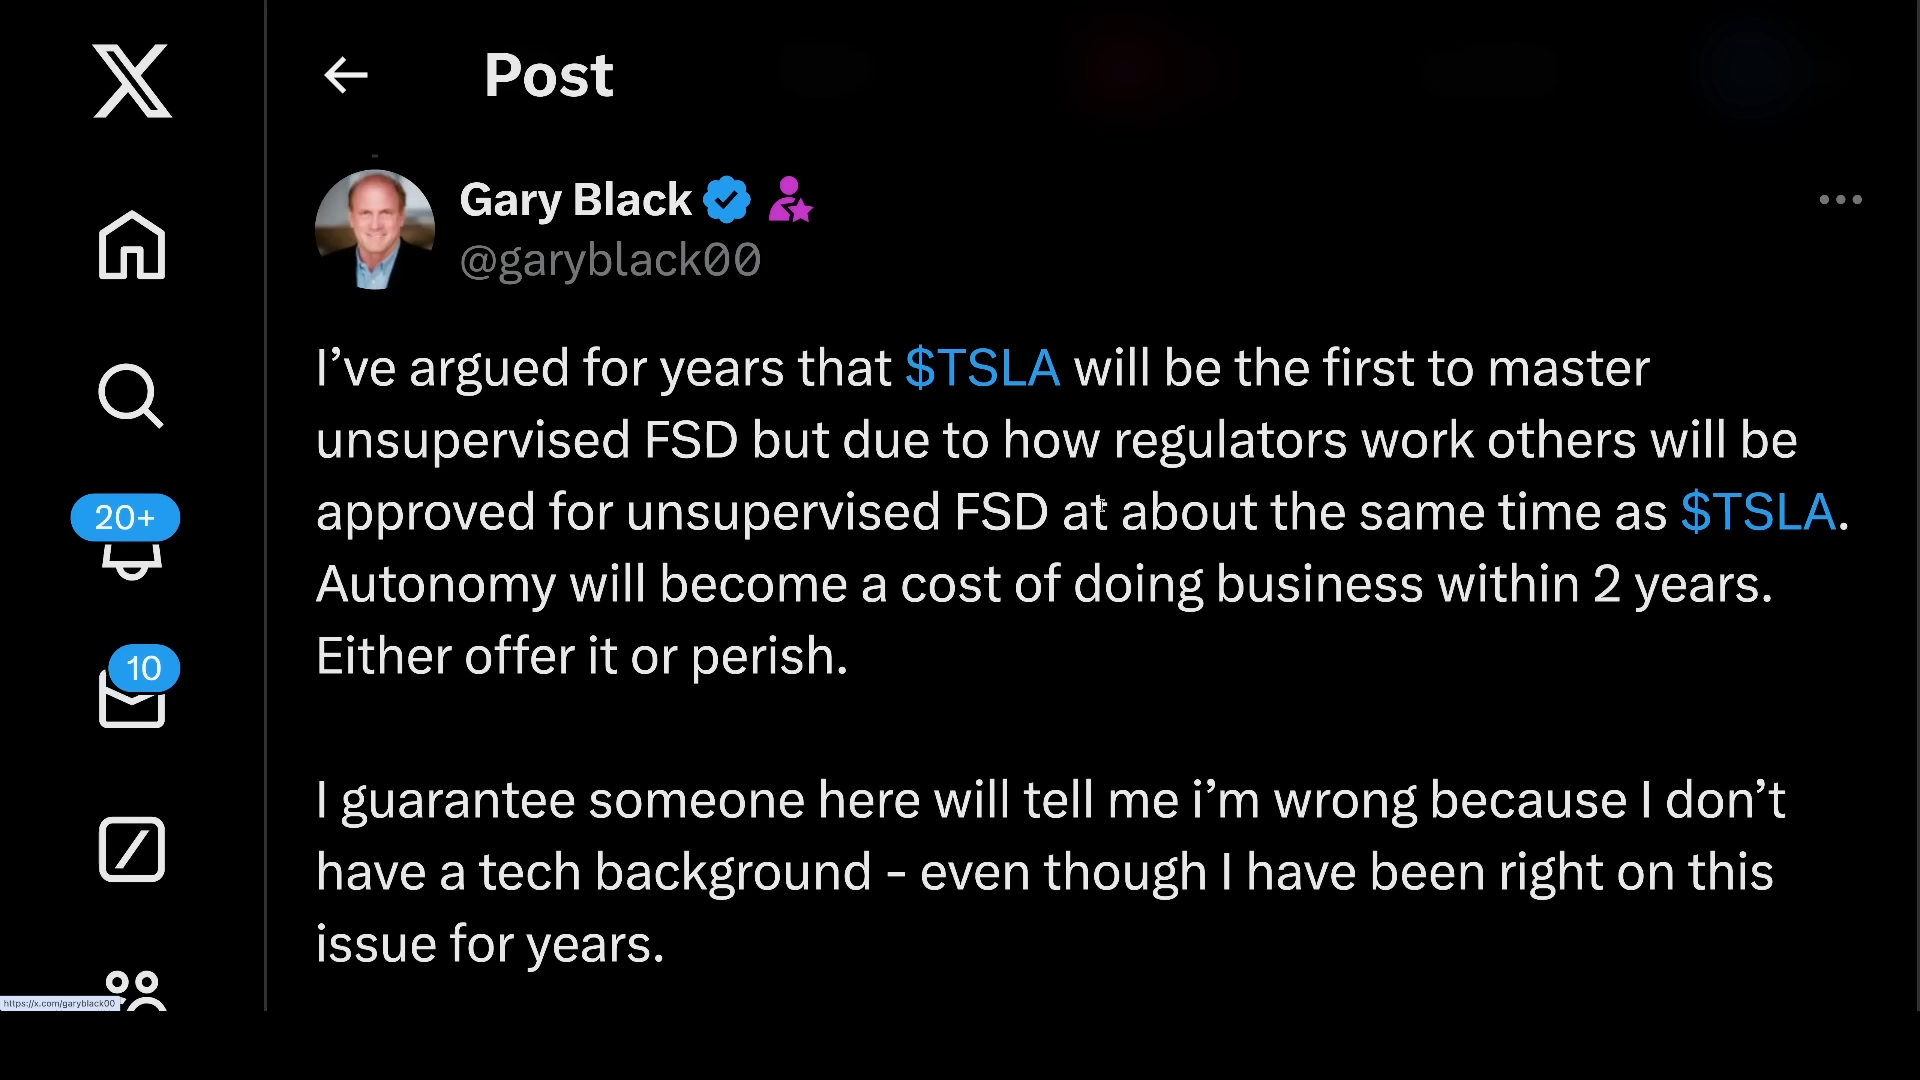 Post
Gary Black
@garyblack00
I’ve argued for years that $TSLA will be the first to master
unsupervised FSD but due to how regulators work others will be
approved for unsupervised FSD at about the same time as $TSLA.
Autonomy will become a cost of doing business within 2 years.
Either offer it or perish.
I guarantee someone here will tell me i’m wrong because I don’t
have a tech background - even though I have been right on this
issue for years.
20+
10
https://x.com/garyblack00